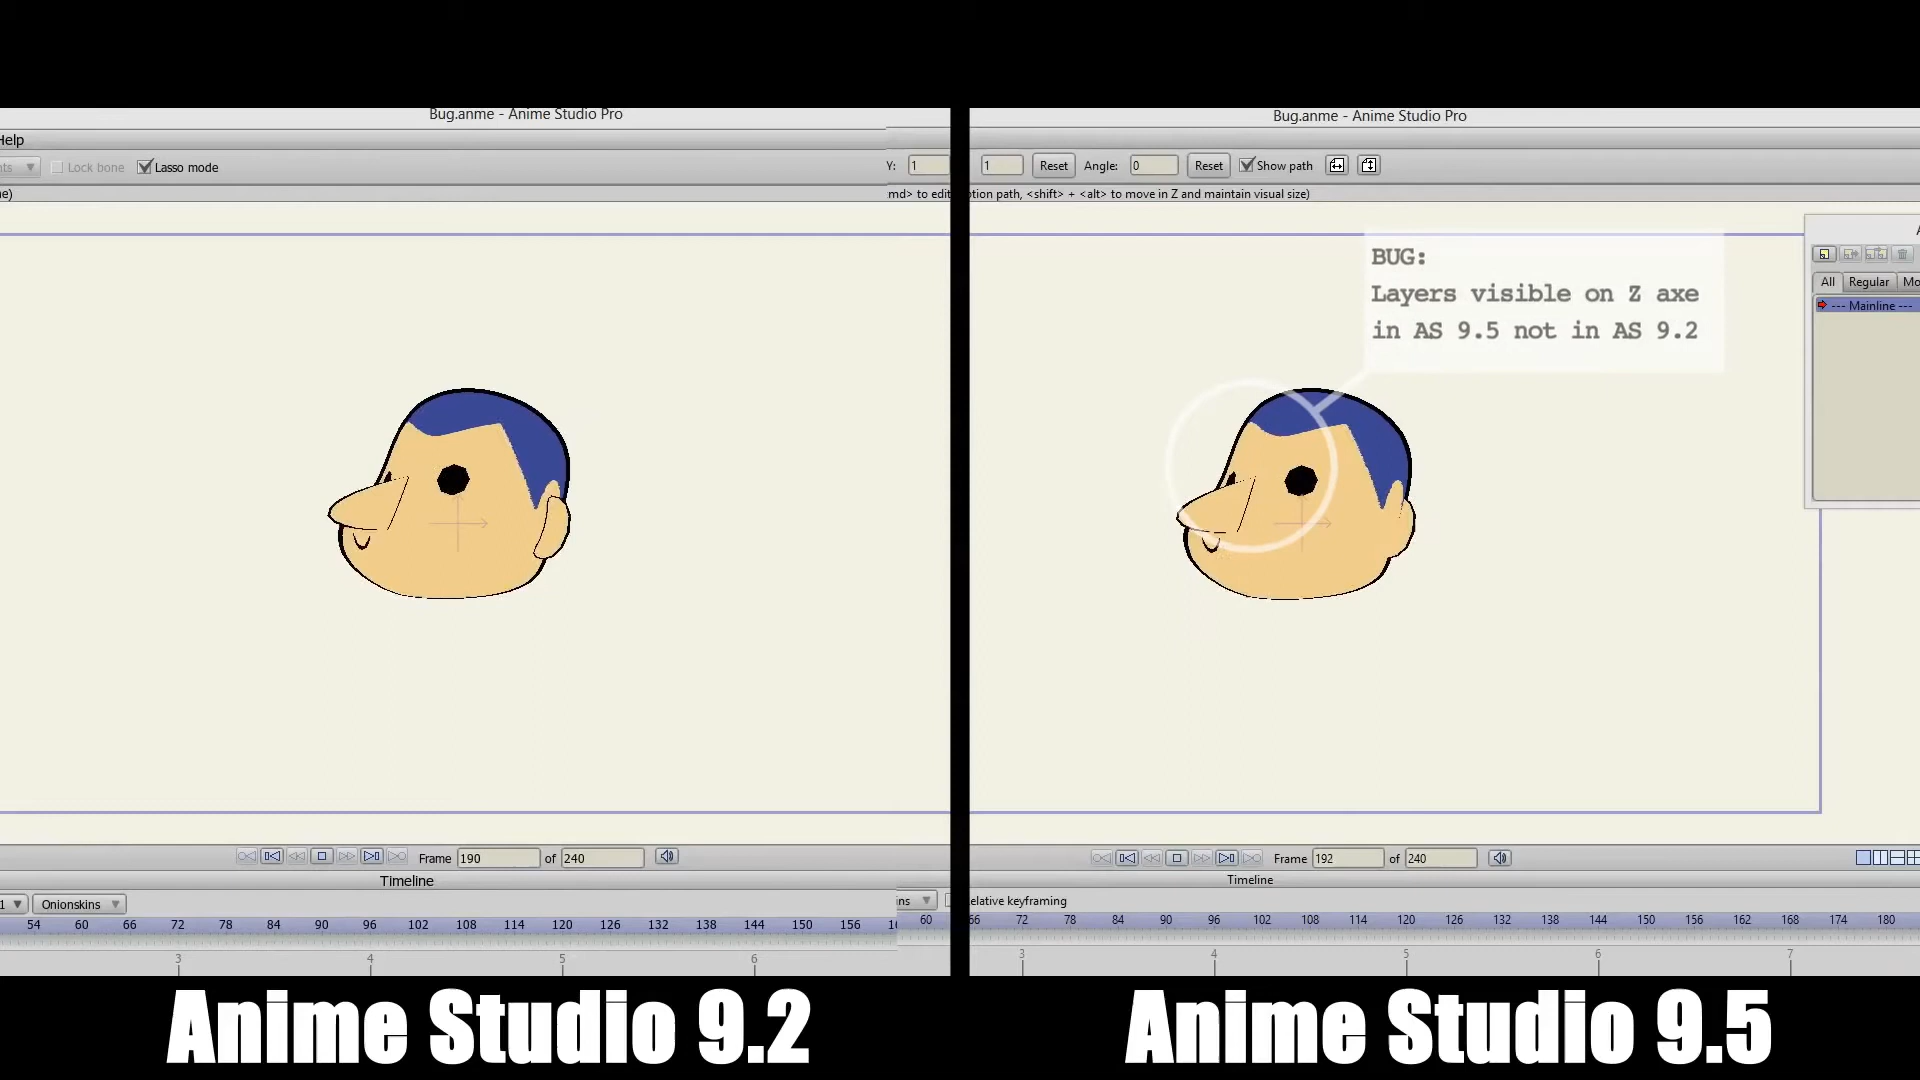 Bug.anme - Anime Studio Pro
Help
Lock bone
Lasso mode
Y:
1
Bug.anme - Anime Studio Pro
1
Reset
Angle:
0
Reset
Show path
md> to edit
otion path, <shift> + <alt> to move in Z and maintain visual size)
BUG:
Layers visible on Z axe
in AS 9.5 not in AS 9.2
All
Regular
Mo
--- Mainline ---
Frame 190 of 240
Timeline
1
Onionskins
54 60 66 72 78 84 90 96 102 108 114 120 126 132 138 144 150 156
3 4 5 6
Frame 192 of 240
Timeline
ins
elative keyframing
60 66 72 78 84 90 96 102 108 114 120 126 132 138 144 150 156 162 168 174 180
3 4 5 6 7
Anime Studio 9.2
Anime Studio 9.5